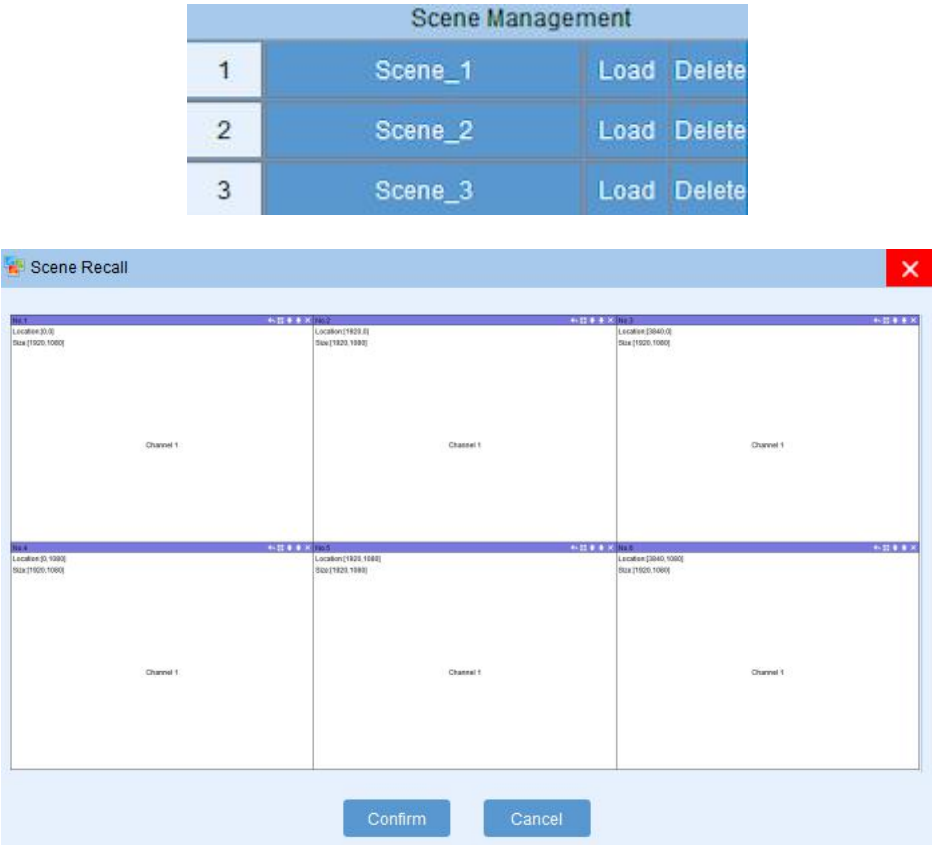 Scene Management
1 Scene_1 Load Delete
2 Scene_2 Load Delete
3 Scene_3 Load Delete
Scene Recall
No.1 No.2 No.3
Location:[0,0] Location:[1920,0] Location:[3840,0]
Size:[1920,1080] Size:[1920,1080] Size:[1920,1080]
Channel 1 Channel 1 Channel 1
No.4 No.5 No.6
Location:[0,1080] Location:[1920,1080] Location:[3840,1080]
Size:[1920,1080] Size:[1920,1080] Size:[1920,1080]
Channel 1 Channel 1 Channel 1
Confirm Cancel